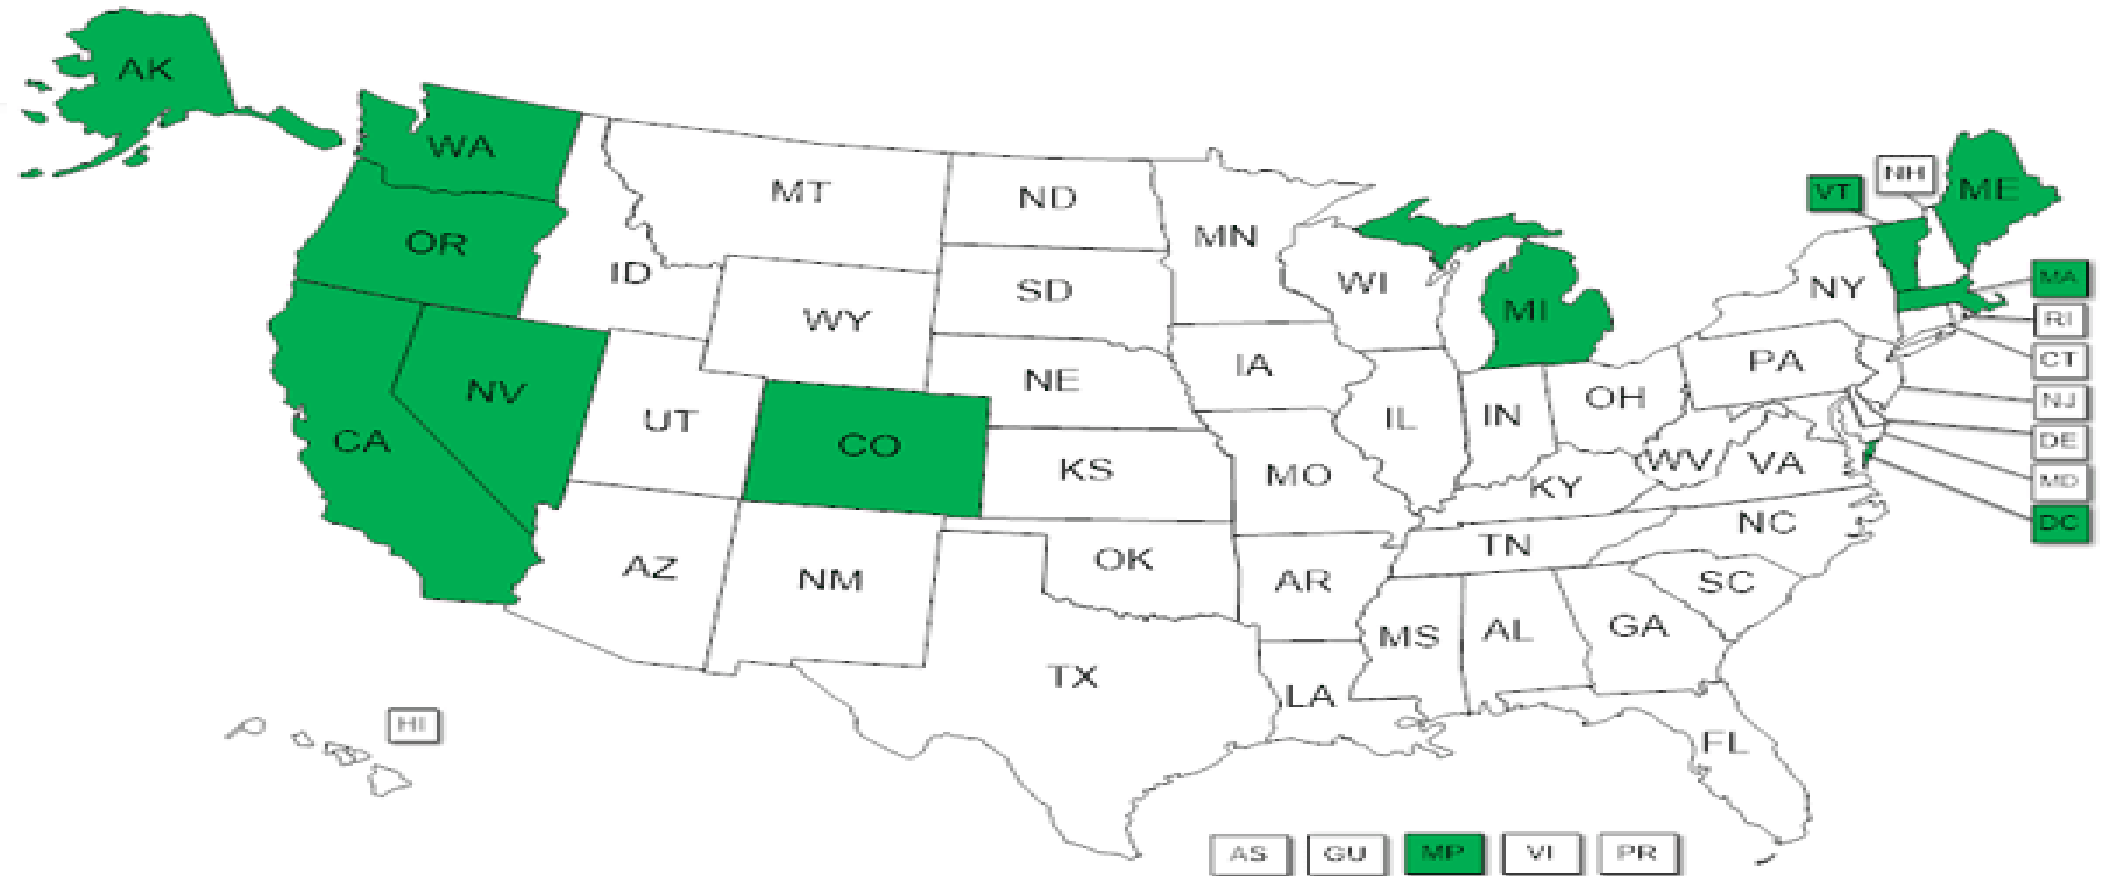 AK
WA
MT
ND
MN
VT
NH
ME
OR
ID
SD
WI
NY
MA
WY
MI
RI
NV
NE
IA
PA
CT
CA
UT
CO
KS
MO
IL
IN
OH
NJ
WV
VA
DE
KY
MD
NC
DC
AZ
NM
OK
AR
TN
SC
MS
AL
GA
TX
LA
HI
FL
AS
GU
MP
VI
PR